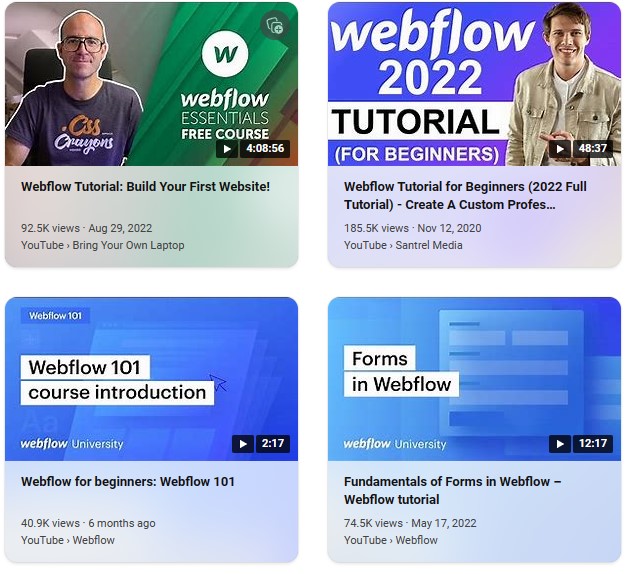 webflow
ESSENTIALS
FREE COURSE
Css
Crayons
4:08:56
Webflow Tutorial: Build Your First Website!
92.5K views · Aug 29, 2022
YouTube › Bring Your Own Laptop
webflow
2022
TUTORIAL
(FOR BEGINNERS)
48:37
Webflow Tutorial for Beginners (2022 Full
Tutorial) - Create A Custom Profes...
185.5K views · Nov 12, 2020
YouTube › Santrel Media
Webflow 101
Webflow 101
course introduction
Aa
webflow University
2:17
Webflow for beginners: Webflow 101
40.9K views · 6 months ago
YouTube › Webflow
Forms
in Webflow
webflow University
12:17
Fundamentals of Forms in Webflow –
Webflow tutorial
74.5K views · May 17, 2022
YouTube › Webflow